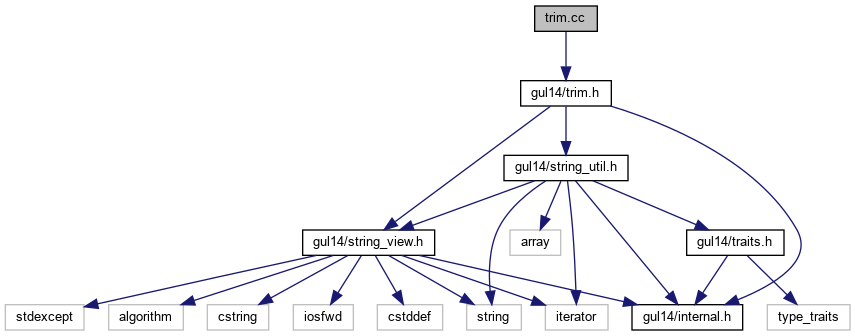 trim.cc
gul14/trim.h
gul14/string_util.h
gul14/string_view.h
array
gul14/traits.h
stdexcept
algorithm
cstring
iosfwd
cstddef
string
iterator
gul14/internal.h
type_traits